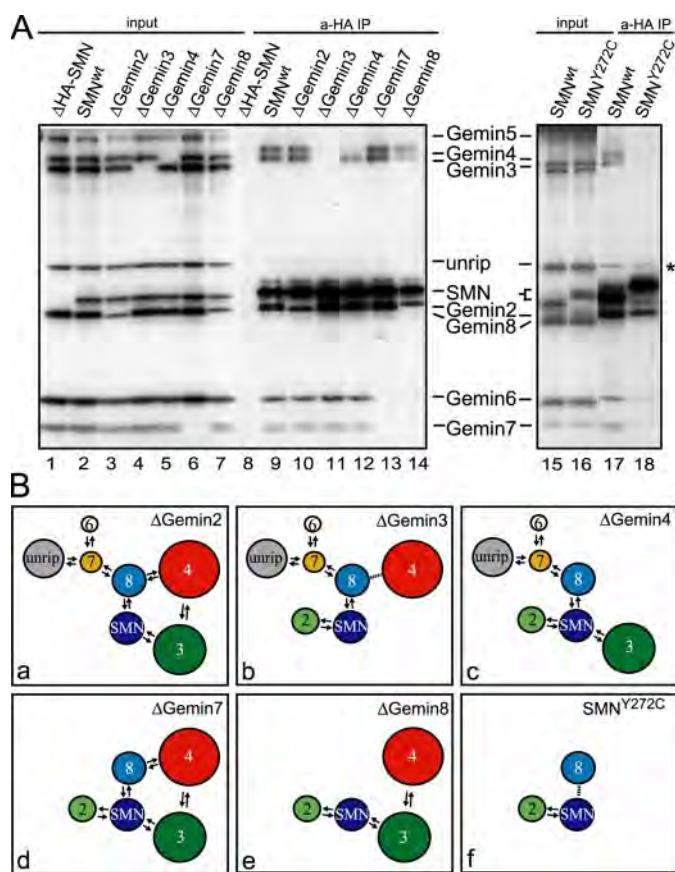 A
input
a-HA IP
input
a-HA IP
ΔHA-SMN
SMNwt
ΔGemin2
ΔGemin3
ΔGemin4
ΔGemin7
ΔGemin8
ΔHA-SMN
SMNwt
ΔGemin2
ΔGemin3
ΔGemin4
ΔGemin7
ΔGemin8
SMNwt
SMNY272C
SMNwt
SMNY272C
Gemin5
Gemin4
Gemin3
unrip
*
SMN
Gemin2
Gemin8
Gemin6
Gemin7
1 2 3 4 5 6 7 8 9 10 11 12 13 14 15 16 17 18
B
ΔGemin2
6
unrip
7
8
4
SMN
3
a
ΔGemin3
6
unrip
7
8
4
2
SMN
b
ΔGemin4
6
unrip
7
8
2
SMN
3
c
ΔGemin7
8
4
2
SMN
3
d
ΔGemin8
4
2
SMN
3
e
SMNY272C
8
2
SMN
f